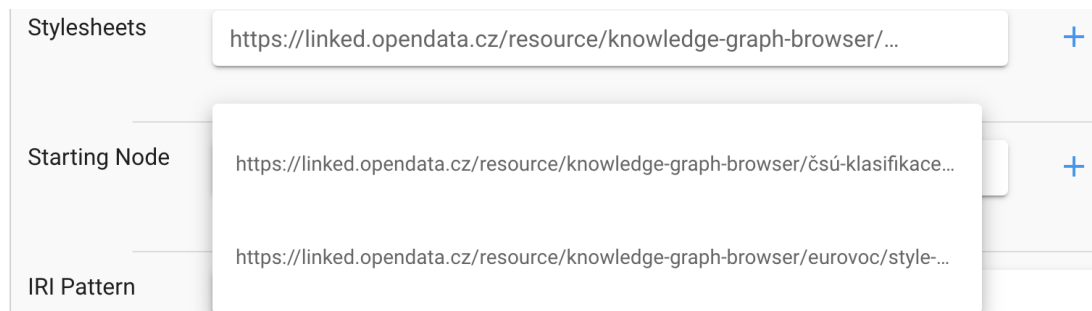 Stylesheets
https://linked.opendata.cz/resource/knowledge-graph-browser/…
+
Starting Node
https://linked.opendata.cz/resource/knowledge-graph-browser/čsú-klasifikace…
+
https://linked.opendata.cz/resource/knowledge-graph-browser/eurovoc/style-…
IRI Pattern